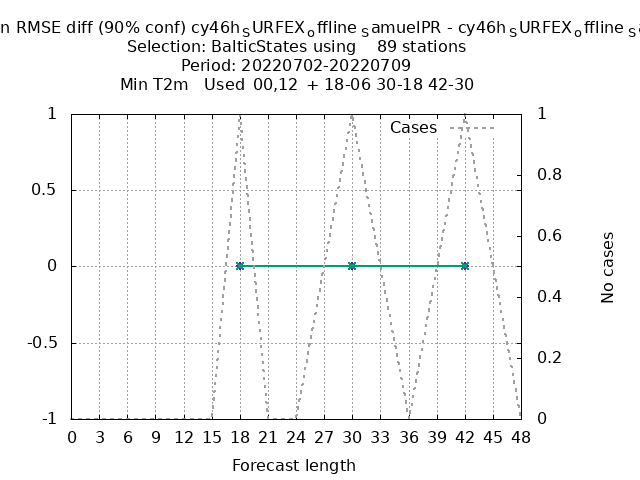 n RMSE diff (90% conf) cy46h_SURFEX_offline_SamuelPR - cy46h_SURFEX_offline_Sa
Selection: BalticStates using 89 stations
Period: 20220702-20220709
Min T2m Used 00,12 + 18-06 30-18 42-30
Cases
1 0.5 0 -0.5 -1
1 0.8 0.6 0.4 0.2 0
No cases
0 3 6 9 12 15 18 21 24 27 30 33 36 39 42 45 48
Forecast length